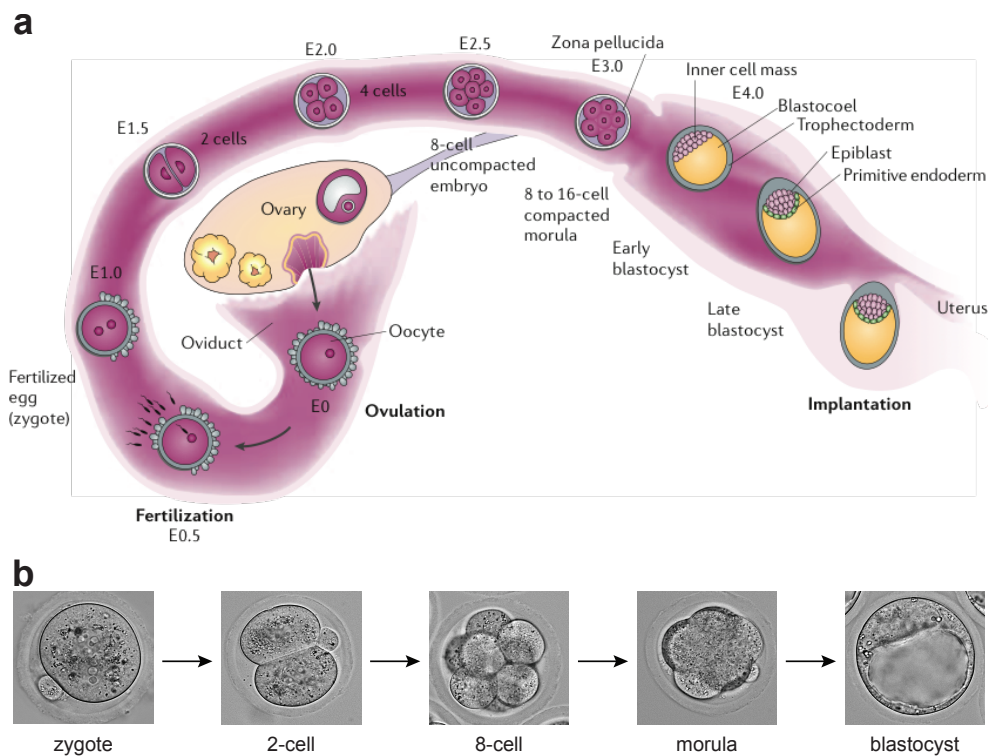 a
E2.0
E2.5
Zona pellucida
E3.0
Inner cell mass
E4.0
Blastocoel
Trophectoderm
Epiblast
Primitive endoderm
4 cells
E1.5
2 cells
8-cell
uncompacted
embryo
8 to 16-cell
compacted
morula
Ovary
Early
blastocyst
E1.0
Late
blastocyst
Uterus
Oviduct
Oocyte
Fertilized
egg
(zygote)
E0
Ovulation
Implantation
Fertilization
E0.5
b
zygote
2-cell
8-cell
morula
blastocyst